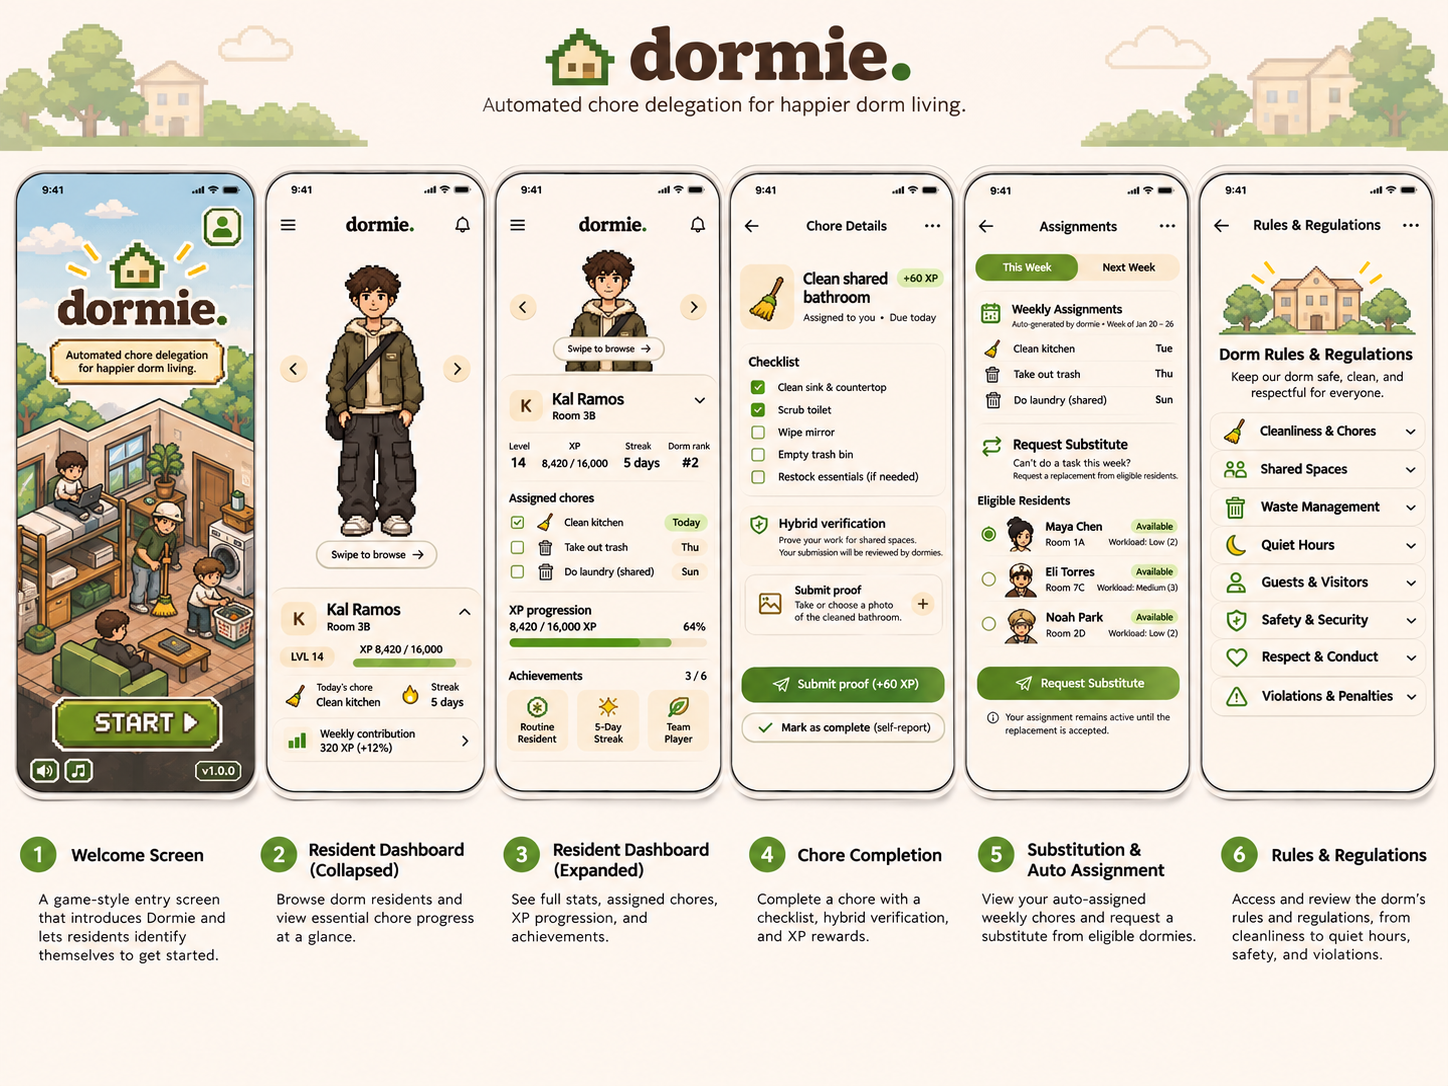 dormie.
Automated chore delegation for happier dorm living.
9:41
dormie.
Automated chore delegation
for happier dorm living.
START
v1.0.0
9:41
dormie.
Swipe to browse →
K
Kal Ramos
Room 3B
LVL 14
XP 8,420 / 16,000
Today's chore
Clean kitchen
Streak
5 days
Weekly contribution
320 XP (+12%)
9:41
dormie.
Swipe to browse →
K
Kal Ramos
Room 3B
Level
14
XP
8,420 / 16,000
Streak
5 days
Dorm rank
#2
Assigned chores
Clean kitchen
Today
Take out trash
Thu
Do laundry (shared)
Sun
XP progression
8,420 / 16,000 XP
64%
Achievements
3 / 6
Routine
Resident
5-Day
Streak
Team
Player
9:41
Chore Details
Clean shared
bathroom
+60 XP
Assigned to you • Due today
Checklist
Clean sink & countertop
Scrub toilet
Wipe mirror
Empty trash bin
Restock essentials (if needed)
Hybrid verification
Prove your work for shared spaces.
Your submission will be reviewed by dormies.
Submit proof
Take or choose a photo
of the cleaned bathroom.
Submit proof (+60 XP)
Mark as complete (self-report)
9:41
Assignments
This Week
Next Week
Weekly Assignments
Auto-generated by dormie • Week of Jan 20 – 26
Clean kitchen
Tue
Take out trash
Thu
Do laundry (shared)
Sun
Request Substitute
Can't do a task this week?
Request a replacement from eligible residents.
Eligible Residents
Maya Chen
Available
Room 1A
Workload: Low (2)
Eli Torres
Available
Room 7C
Workload: Medium (3)
Noah Park
Available
Room 2D
Workload: Low (2)
Request Substitute
Your assignment remains active until the
replacement is accepted.
9:41
Rules & Regulations
Dorm Rules & Regulations
Keep our dorm safe, clean, and
respectful for everyone.
Cleanliness & Chores
Shared Spaces
Waste Management
Quiet Hours
Guests & Visitors
Safety & Security
Respect & Conduct
Violations & Penalties
1
Welcome Screen
A game-style entry screen
that introduces Dormie and
lets residents identify
themselves to get started.
2
Resident Dashboard
(Collapsed)
Browse dorm residents and
view essential chore progress
at a glance.
3
Resident Dashboard
(Expanded)
See full stats, assigned chores,
XP progression, and
achievements.
4
Chore Completion
Complete a chore with a
checklist, hybrid verification,
and XP rewards.
5
Substitution &
Auto Assignment
View your auto-assigned
weekly chores and request a
substitute from eligible dormies.
6
Rules & Regulations
Access and review the dorm's
rules and regulations, from
cleanliness to quiet hours,
safety, and violations.